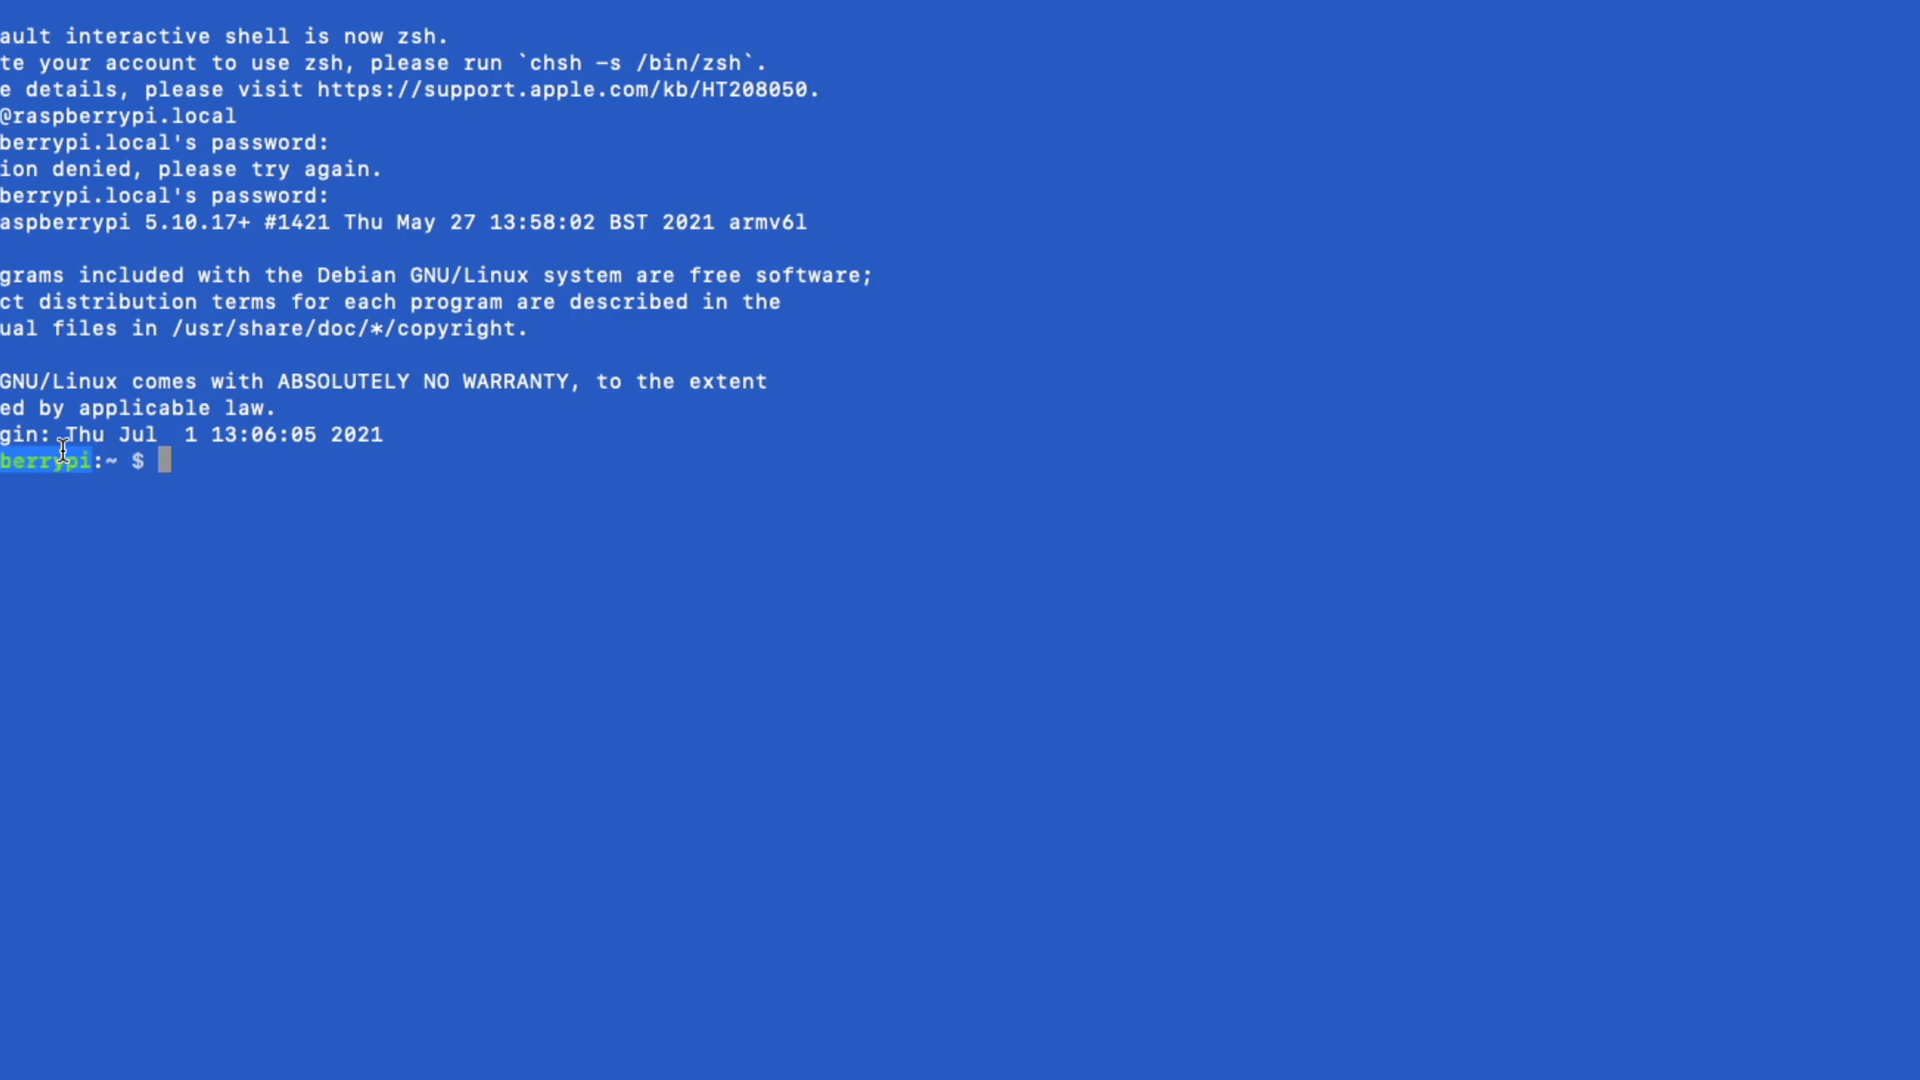 ault interactive shell is now zsh.
te your account to use zsh, please run `chsh -s /bin/zsh`.
e details, please visit https://support.apple.com/kb/HT208050.
@raspberrypi.local
berrypi.local's password:
ion denied, please try again.
berrypi.local's password:
aspberrypi 5.10.17+ #1421 Thu May 27 13:58:02 BST 2021 armv6l
grams included with the Debian GNU/Linux system are free software;
ct distribution terms for each program are described in the
ual files in /usr/share/doc/*/copyright.
GNU/Linux comes with ABSOLUTELY NO WARRANTY, to the extent
ed by applicable law.
gin: Thu Jul  1 13:06:05 2021
berrypi:~ $